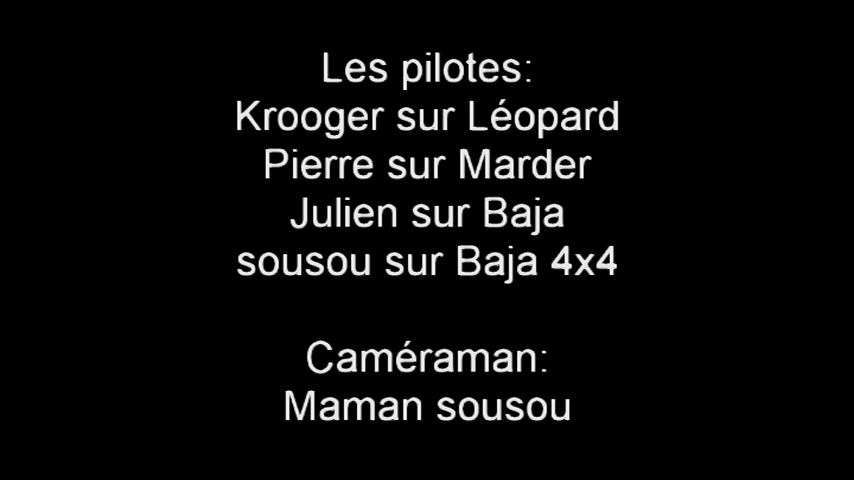 Les pilotes:
Krooger sur Léopard
Pierre sur Marder
Julien sur Baja
sousou sur Baja 4x4
Caméraman:
Maman sousou